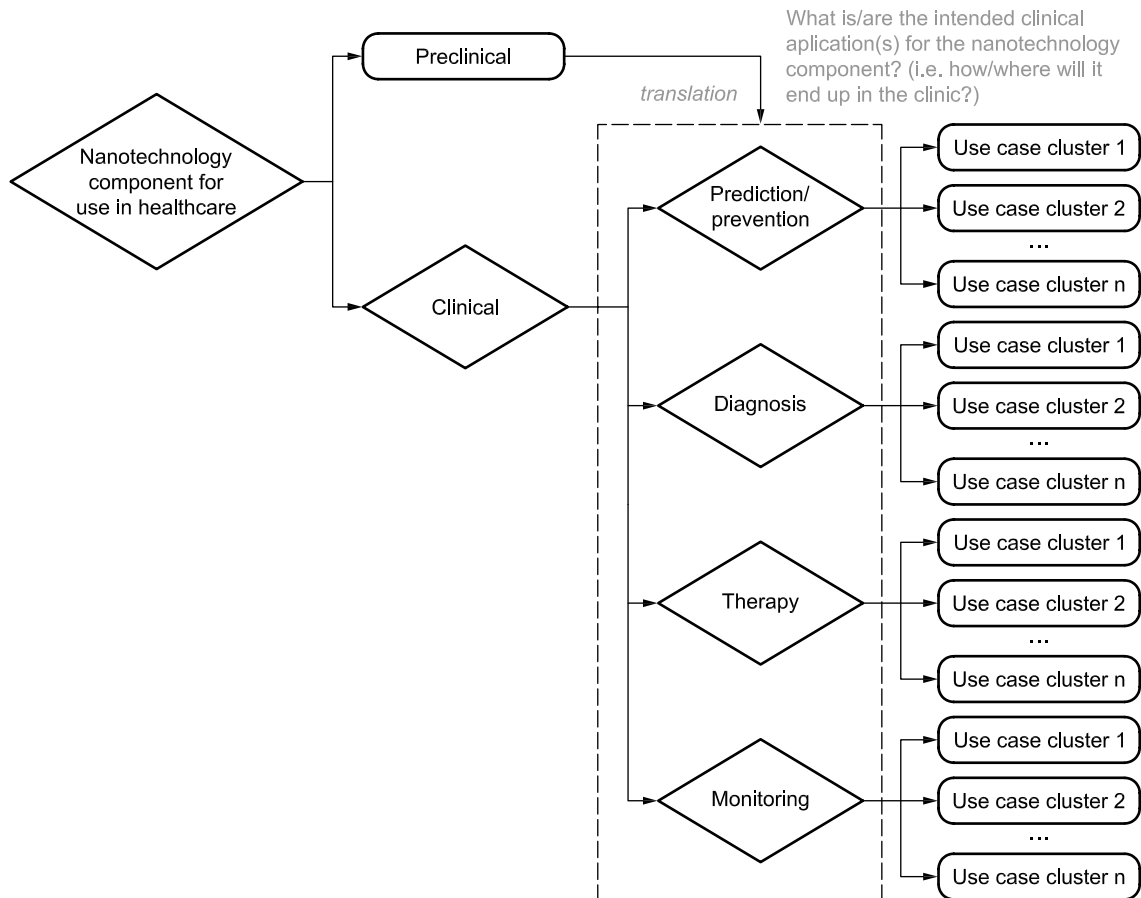 What is/are the intended clinical
aplication(s) for the nanotechnology
component? (i.e. how/where will it
end up in the clinic?)
Preclinical
translation
Nanotechnology
component for
use in healthcare
Clinical
Prediction/
prevention
Use case cluster 1
Use case cluster 2
...
Use case cluster n
Diagnosis
Use case cluster 1
Use case cluster 2
...
Use case cluster n
Therapy
Use case cluster 1
Use case cluster 2
...
Use case cluster n
Monitoring
Use case cluster 1
Use case cluster 2
...
Use case cluster n